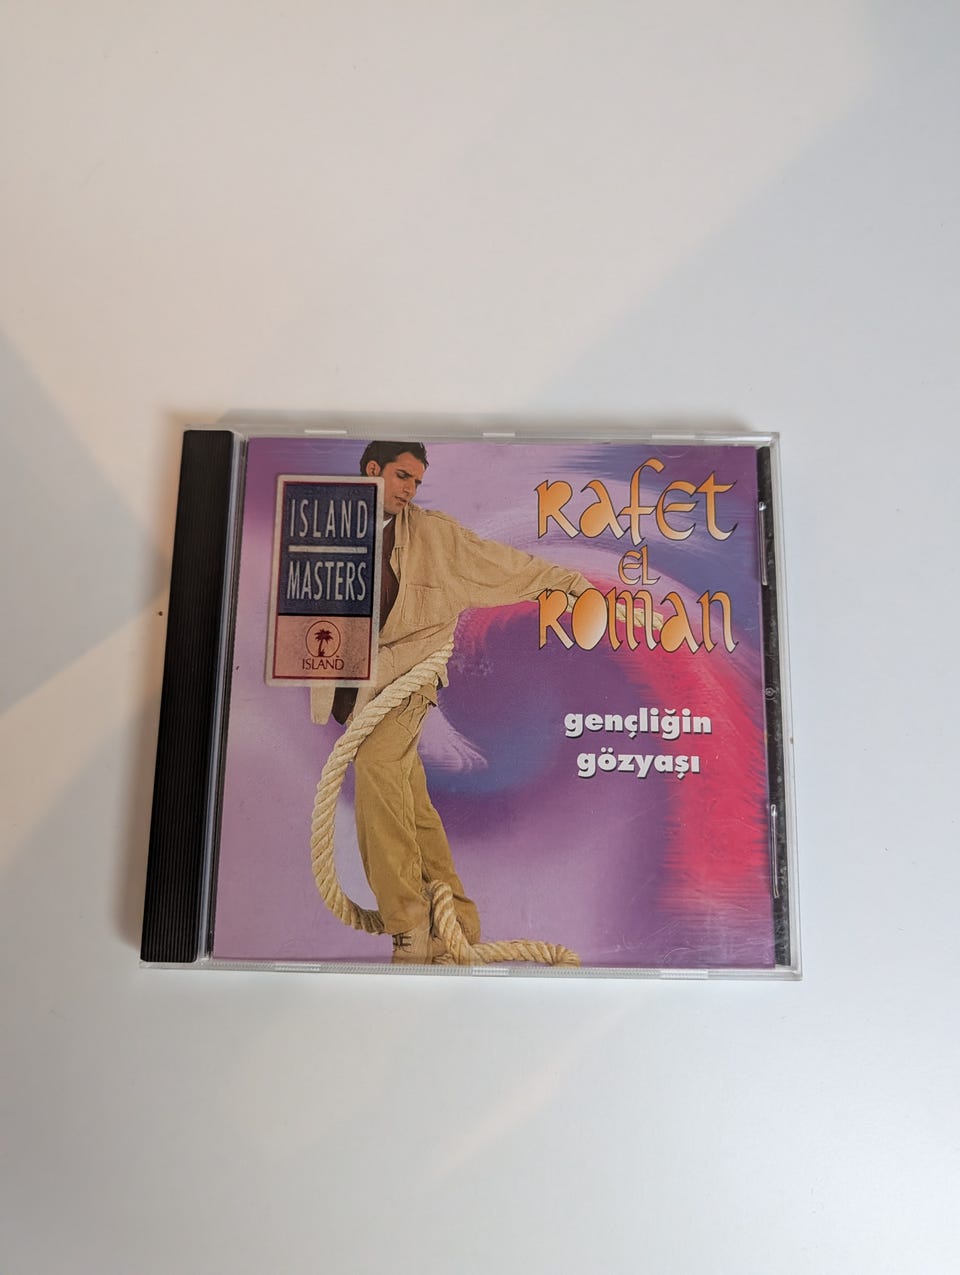 ISLAND
MASTERS
ISLAND
Rafet
El
Roman
gençliğin
gözyaşı